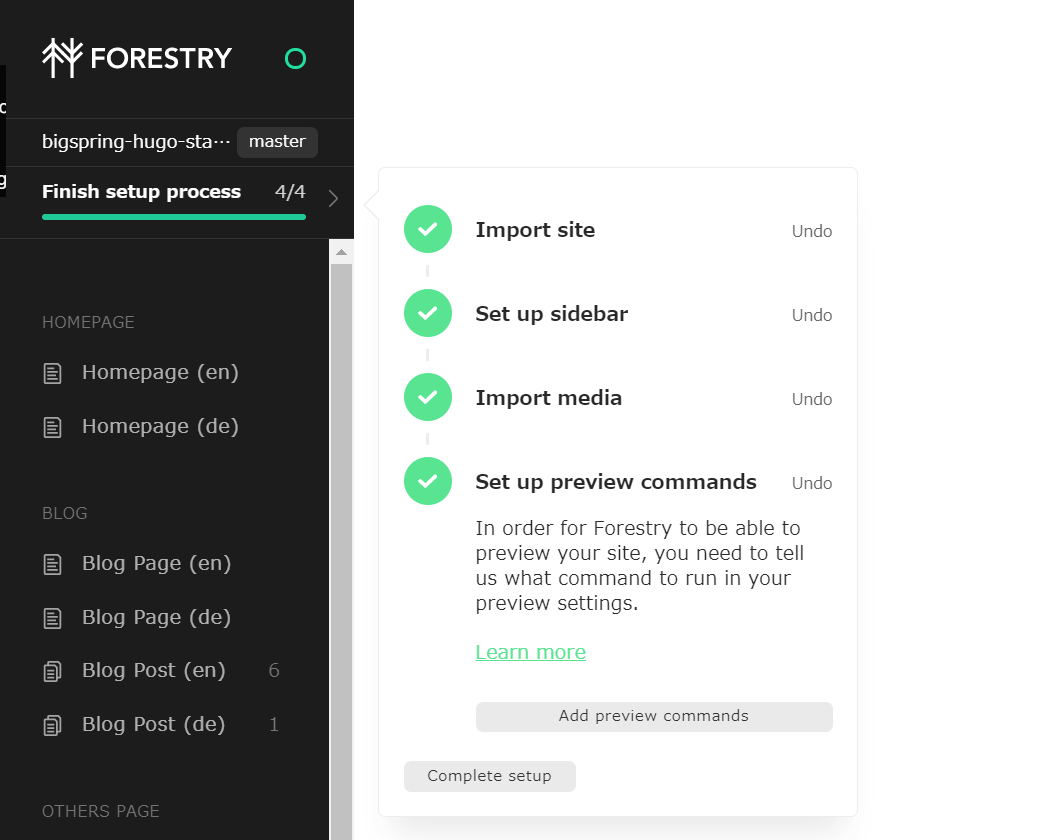 FORESTRY
bigspring-hugo-sta··· master
Finish setup process 4/4
HOMEPAGE
Homepage (en)
Homepage (de)
BLOG
Blog Page (en)
Blog Page (de)
Blog Post (en) 6
Blog Post (de) 1
OTHERS PAGE
Import site Undo
Set up sidebar Undo
Import media Undo
Set up preview commands Undo
In order for Forestry to be able to
preview your site, you need to tell
us what command to run in your
preview settings.
Learn more
Add preview commands
Complete setup